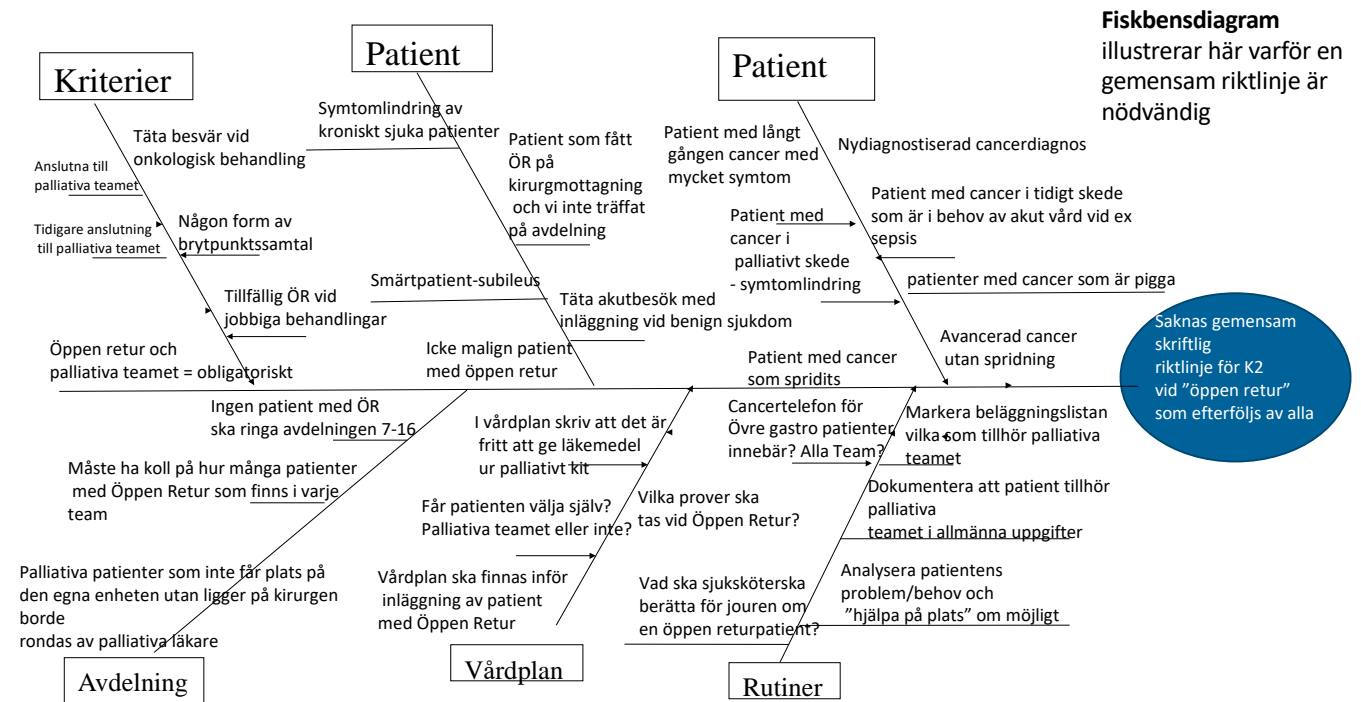 Fiskbensdiagram
illustrerar här varför en
gemensam riktlinje är
nödvändig
Kriterier
Täta besvär vid
onkologisk behandling
Anslutna till
palliativa teamet
Tidigare anslutning
till palliativa teamet
Någon form av
brytpunktssamtal
Tillfällig ÖR vid
jobbiga behandlingar
Öppen retur och
palliativa teamet = obligatoriskt
Patient
Symtomlindring av
kroniskt sjuka patienter
Patient som fått
ÖR på
kirurgmottagning
och vi inte träffat
på avdelning
Smärtpatient-subileus
Täta akutbesök med
inläggning vid benign sjukdom
Icke malign patient
med öppen retur
Patient
Patient med långt
gången cancer med
mycket symtom
Nydiagnostiserad cancerdiagnos
Patient med cancer i tidigt skede
som är i behov av akut vård vid ex
sepsis
Patient med
cancer i
palliativt skede
- symtomlindring
patienter med cancer som är pigga
Avancerad cancer
utan spridning
Patient med cancer
som spridits
Saknas gemensam
skriftlig
riktlinje för K2
vid ”öppen retur”
som efterföljs av alla
Ingen patient med ÖR
ska ringa avdelningen 7-16
Måste ha koll på hur många patienter
med Öppen Retur som finns i varje
team
Palliativa patienter som inte får plats på
den egna enheten utan ligger på kirurgen
borde
rondas av palliativa läkare
Avdelning
I vårdplan skriv att det är
fritt att ge läkemedel
ur palliativt kit
Får patienten välja själv?
Palliativa teamet eller inte?
Vilka prover ska
tas vid Öppen Retur?
Vårdplan ska finnas inför
inläggning av patient
med Öppen Retur
Vårdplan
Cancertelefon för
Övre gastro patienter
innebär? Alla Team?
Markera beläggningslistan
vilka som tillhör palliativa
teamet
Dokumentera att patient tillhör
palliativa
teamet i allmänna uppgifter
Vad ska sjuksköterska
berätta för jouren om
en öppen returpatient?
Analysera patientens
problem/behov och
”hjälpa på plats” om möjligt
Rutiner